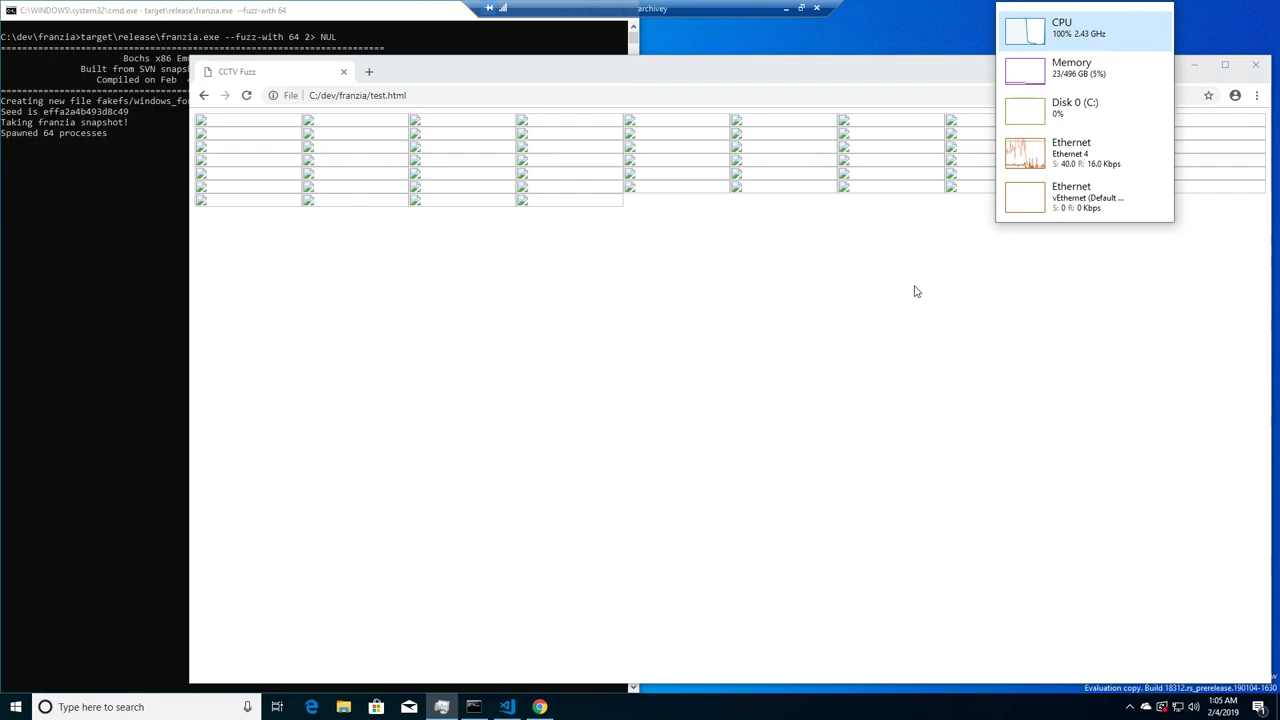 C:\WINDOWS\system32\cmd.exe - target\release\franzia.exe --fuzz-with 64
archivey
C:\dev\franzia>target\release\franzia.exe --fuzz-with 64 2> NUL
========================================================================
Bochs x86 Em
Built from SVN snaps
Compiled on Feb
========================================================================
Creating new file fakefs/windows_fo
Seed is effa2a4b493d8c49
Taking franzia snapshot!
Spawned 64 processes
CCTV Fuzz
File
C:/dev/franzia/test.html
CPU
100% 2.43 GHz
Memory
23/496 GB (5%)
Disk 0 (C:)
0%
Ethernet
Ethernet 4
S: 40.0 R: 16.0 Kbps
Ethernet
vEthernet (Default ...
S: 0 R: 0 Kbps
Evaluation copy. Build 18312.rs_prerelease.190104-1630
Type here to search
1:05 AM
2/4/2019